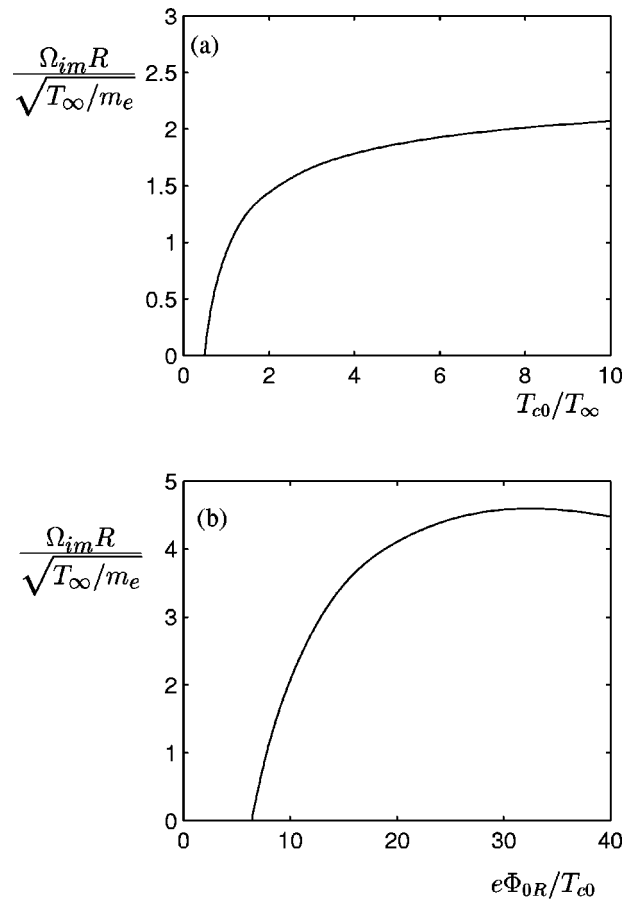 3
(a)
2.5
Ω_{im}R
√T_∞/m_e
2
1.5
1
0.5
0
0 2 4 6 8 10
T_{c0}/T_∞
5
(b)
Ω_{im}R
√T_∞/m_e
4
3
2
1
0
0 10 20 30 40
eΦ_{0R}/T_{c0}